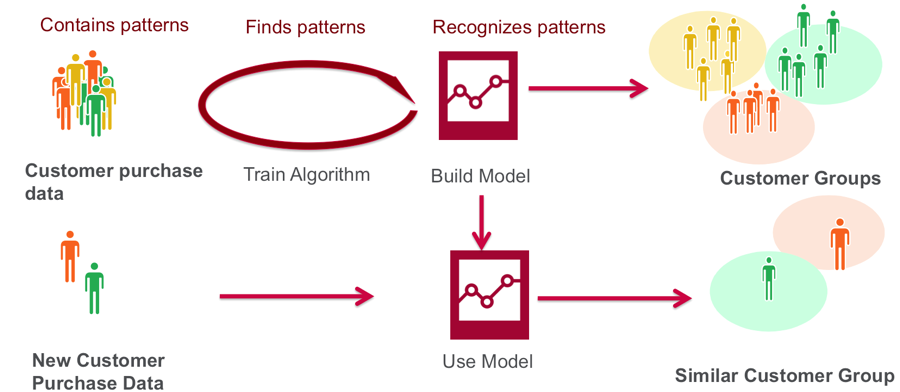 Contains patterns
Finds patterns
Recognizes patterns
Customer purchase
data
Train Algorithm
Build Model
Customer Groups
New Customer
Purchase Data
Use Model
Similar Customer Group